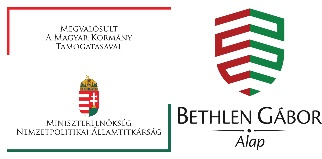 Megvalósult
a Magyar Kormány
támogatásával
Miniszterelnökség
Nemzetpolitikai Államtitkárság
Bethlen Gábor
Alap